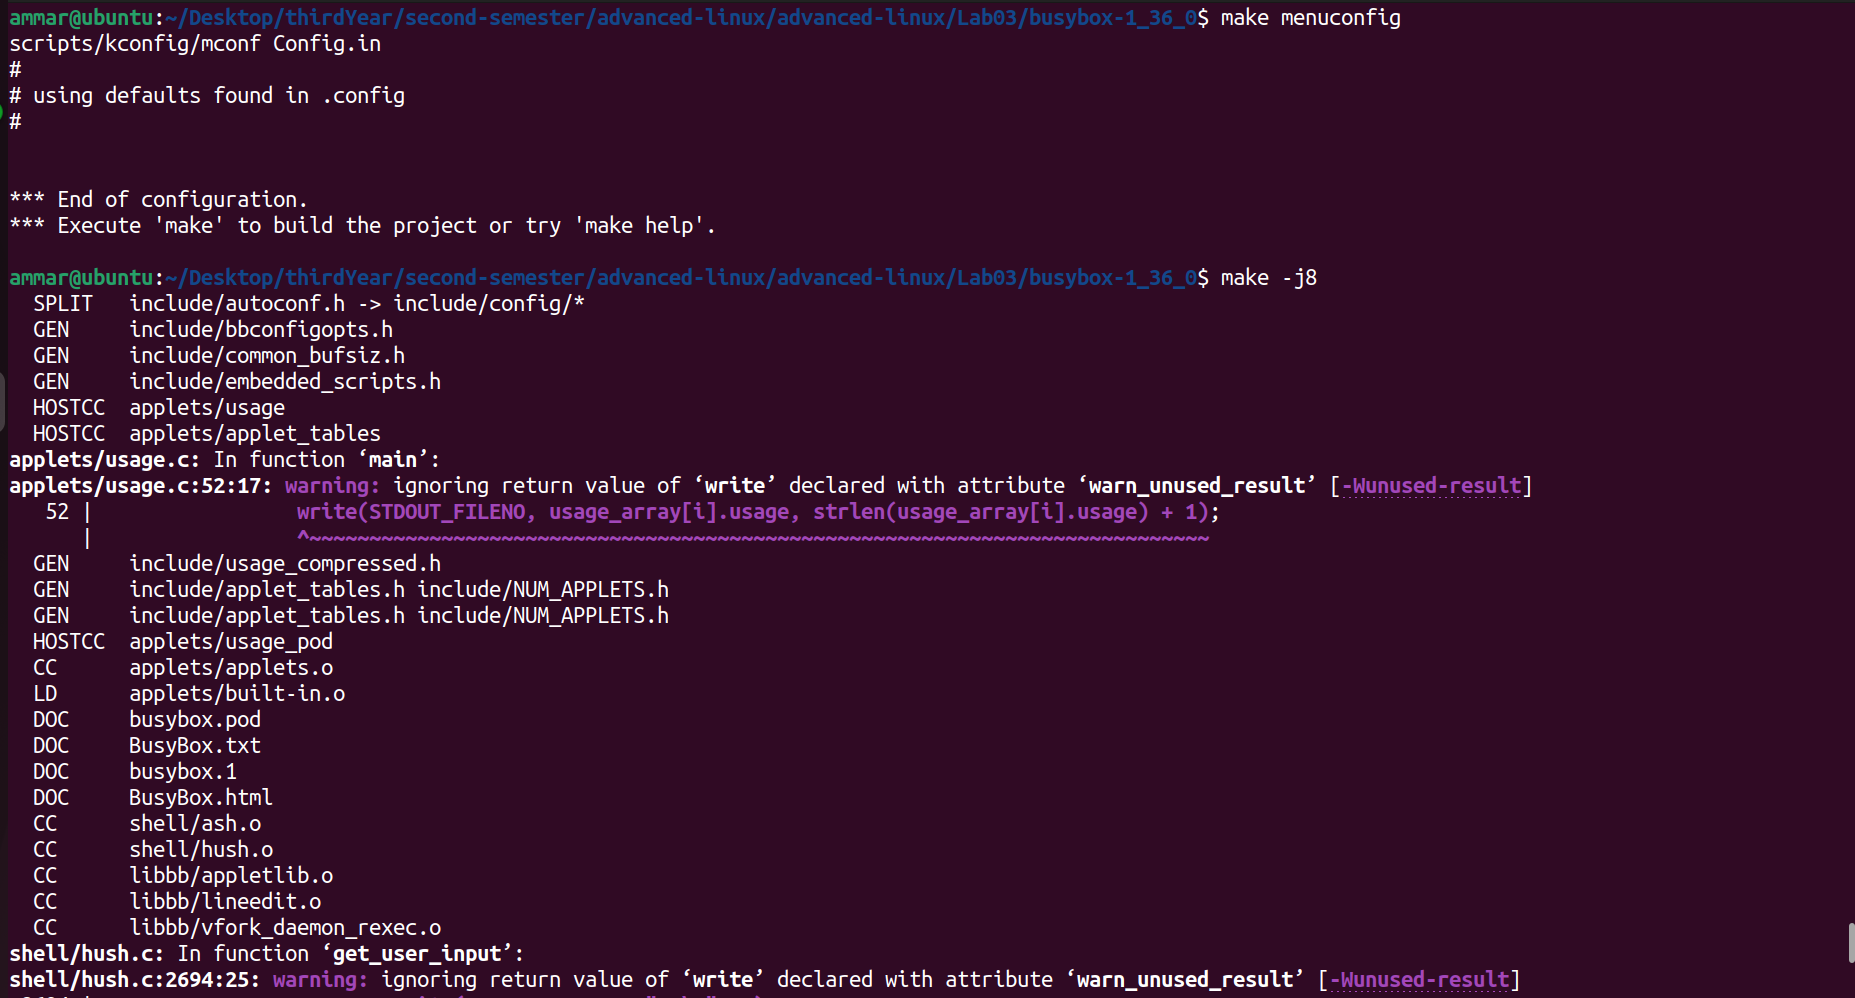 ammar@ubuntu:~/Desktop/thirdYear/second-semester/advanced-linux/advanced-linux/Lab03/busybox-1_36_0$ make menuconfig
scripts/kconfig/mconf Config.in
#
# using defaults found in .config
#
*** End of configuration.
*** Execute 'make' to build the project or try 'make help'.
ammar@ubuntu:~/Desktop/thirdYear/second-semester/advanced-linux/advanced-linux/Lab03/busybox-1_36_0$ make -j8
  SPLIT   include/autoconf.h -> include/config/*
  GEN     include/bbconfigopts.h
  GEN     include/common_bufsiz.h
  GEN     include/embedded_scripts.h
  HOSTCC  applets/usage
  HOSTCC  applets/applet_tables
applets/usage.c: In function ‘main’:
applets/usage.c:52:17: warning: ignoring return value of ‘write’ declared with attribute ‘warn_unused_result’ [-Wunused-result]
   52 |                 write(STDOUT_FILENO, usage_array[i].usage, strlen(usage_array[i].usage) + 1);
      |                 ^~~~~~~~~~~~~~~~~~~~~~~~~~~~~~~~~~~~~~~~~~~~~~~~~~~~~~~~~~~~~~~~~~~~~~~~~~~~
  GEN     include/usage_compressed.h
  GEN     include/applet_tables.h include/NUM_APPLETS.h
  GEN     include/applet_tables.h include/NUM_APPLETS.h
  HOSTCC  applets/usage_pod
  CC      applets/applets.o
  LD      applets/built-in.o
  DOC     busybox.pod
  DOC     BusyBox.txt
  DOC     busybox.1
  DOC     BusyBox.html
  CC      shell/ash.o
  CC      shell/hush.o
  CC      libbb/appletlib.o
  CC      libbb/lineedit.o
  CC      libbb/vfork_daemon_rexec.o
shell/hush.c: In function ‘get_user_input’:
shell/hush.c:2694:25: warning: ignoring return value of ‘write’ declared with attribute ‘warn_unused_result’ [-Wunused-result]